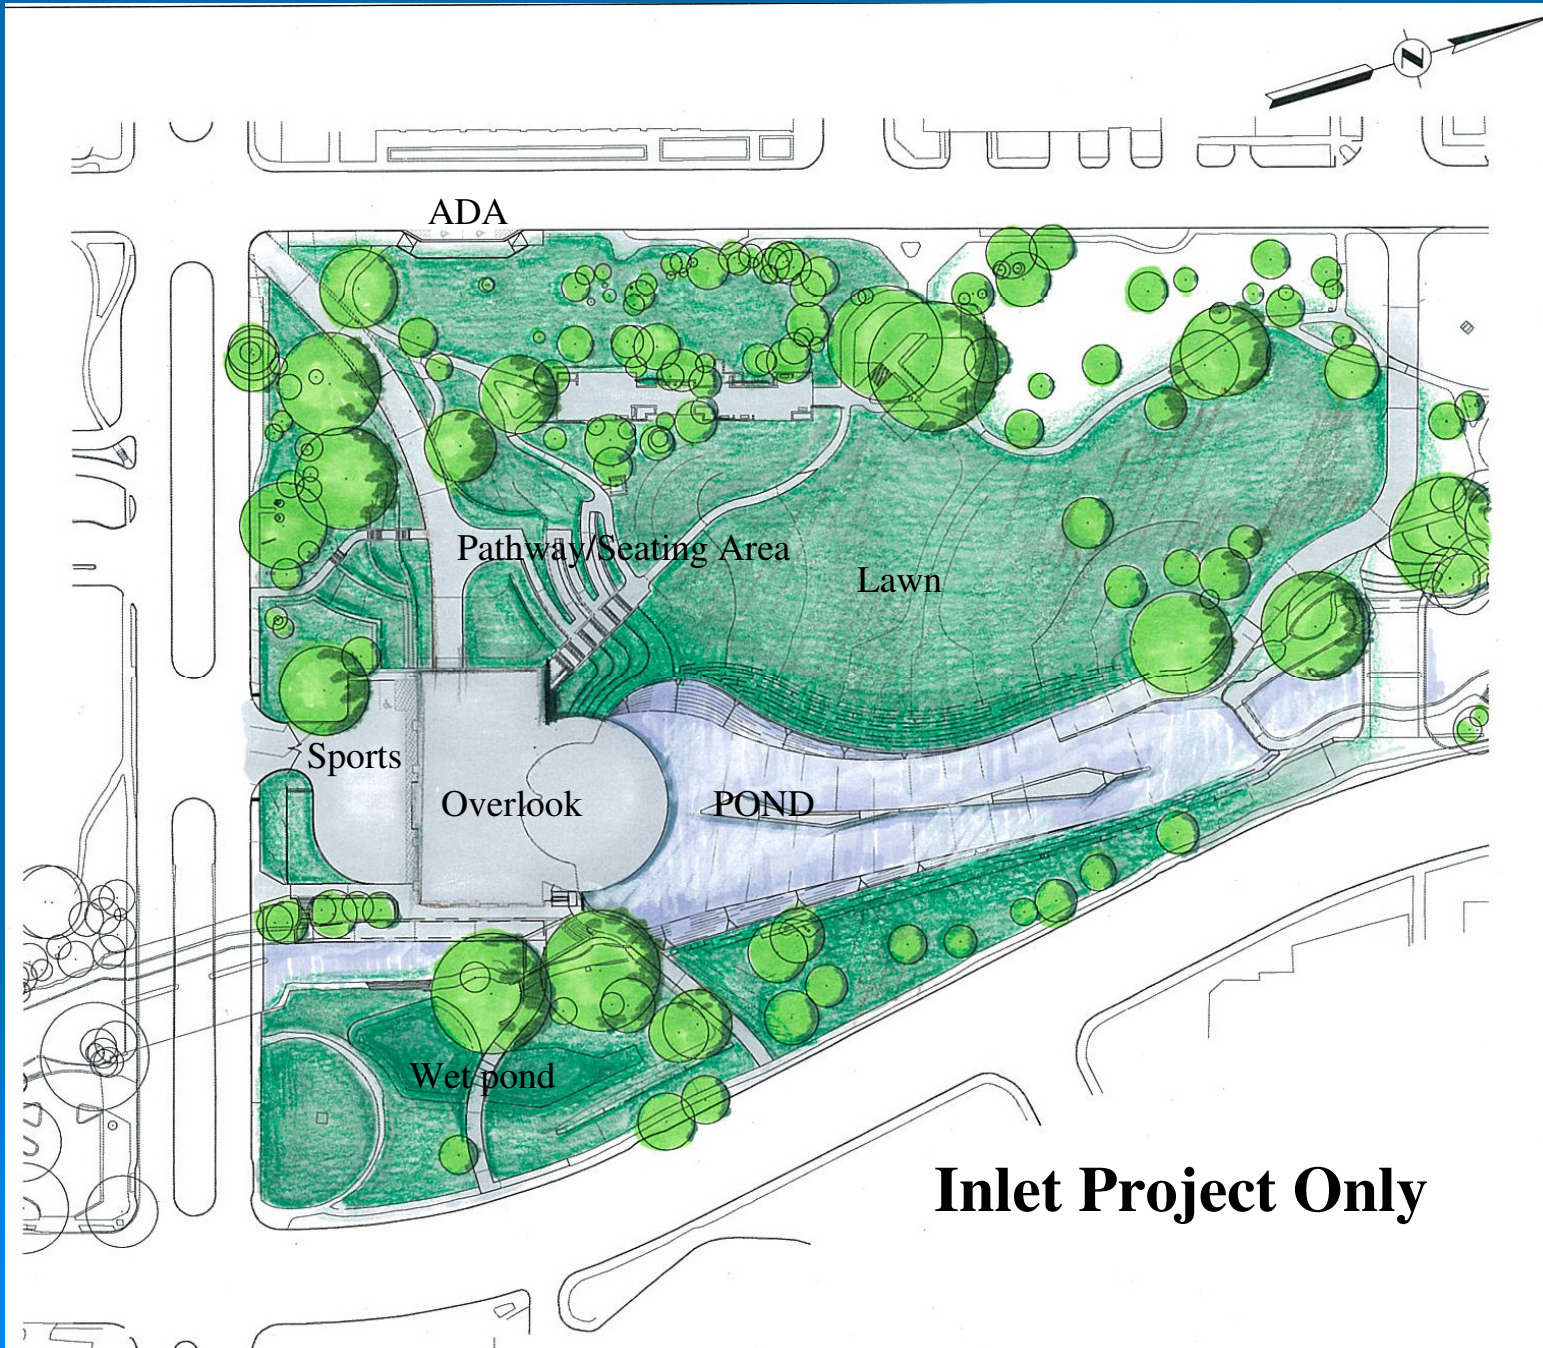 N
ADA
Pathway/Seating Area
Lawn
Sports
Overlook
POND
Wet pond
Inlet Project Only